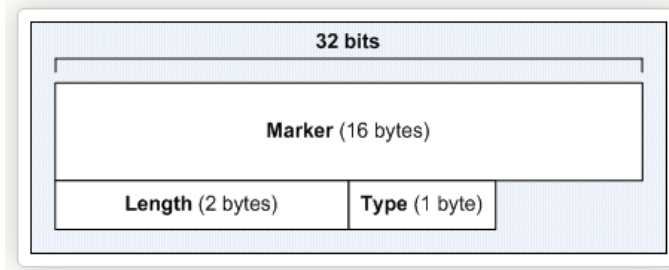 32 bits
Marker (16 bytes)
Length (2 bytes) Type (1 byte)